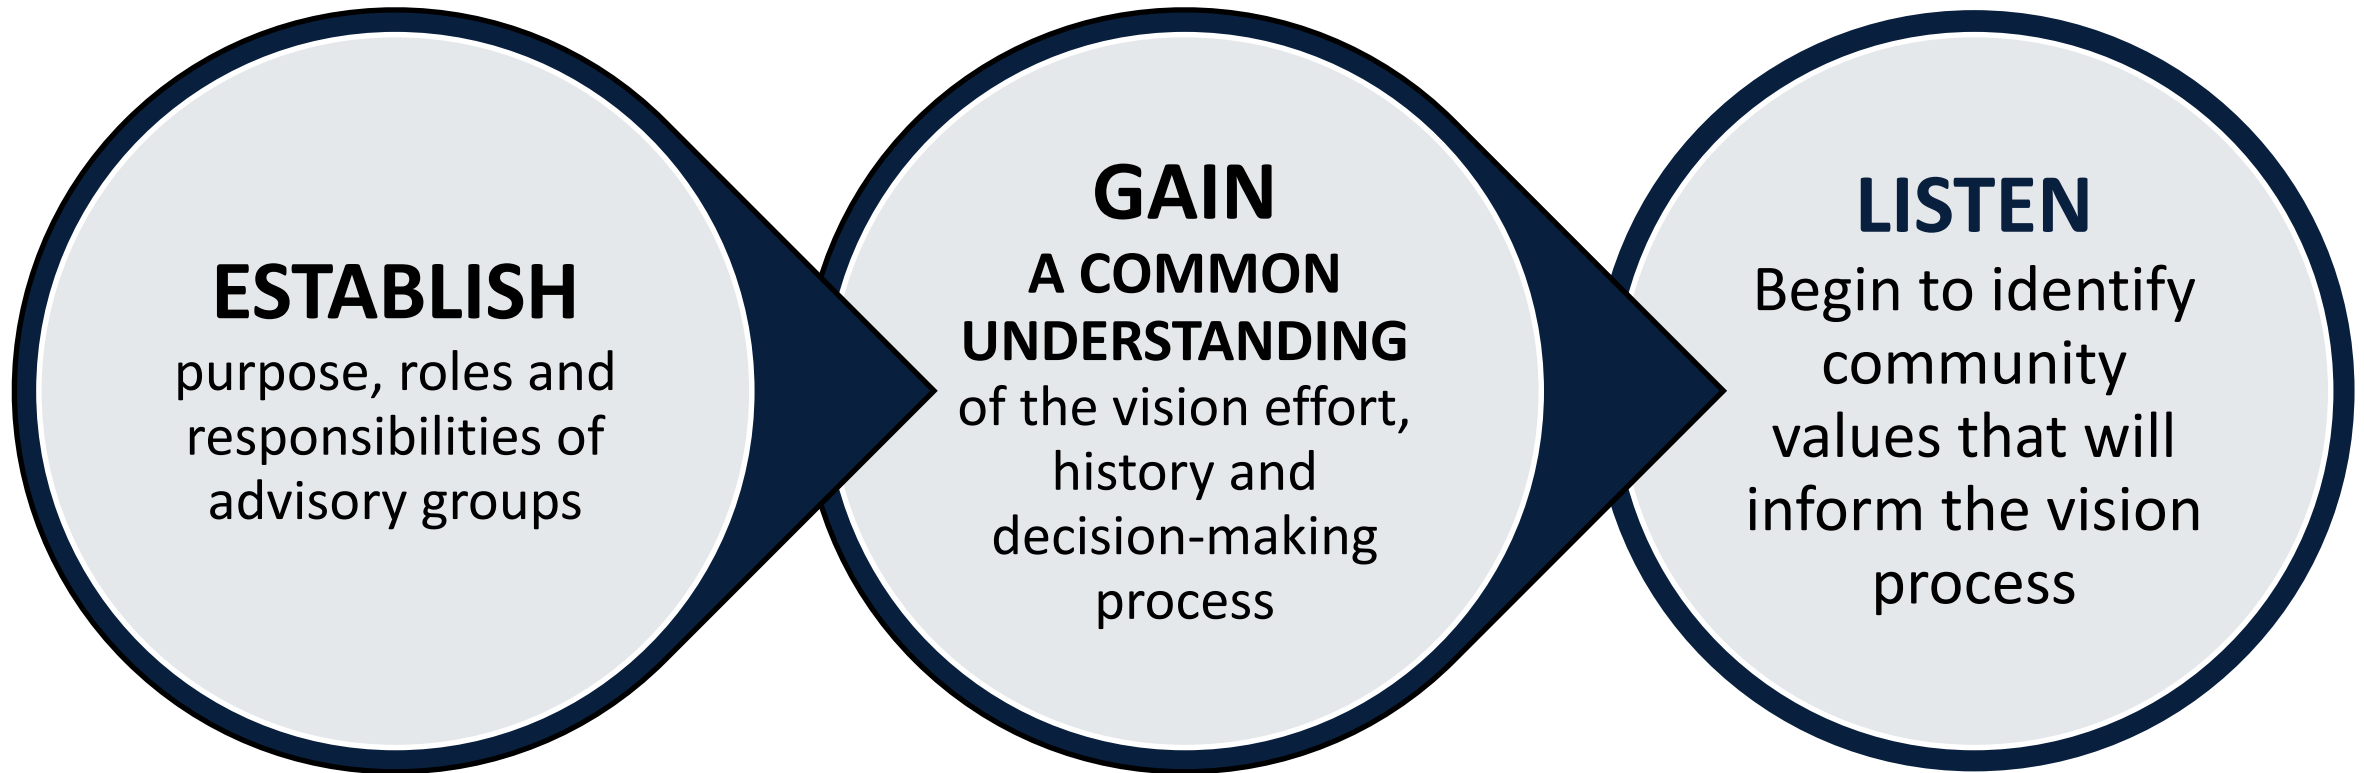 ESTABLISH
purpose, roles and
responsibilities of
advisory groups
GAIN
A COMMON
UNDERSTANDING
of the vision effort,
history and
decision-making
process
LISTEN
Begin to identify
community
values that will
inform the vision
process